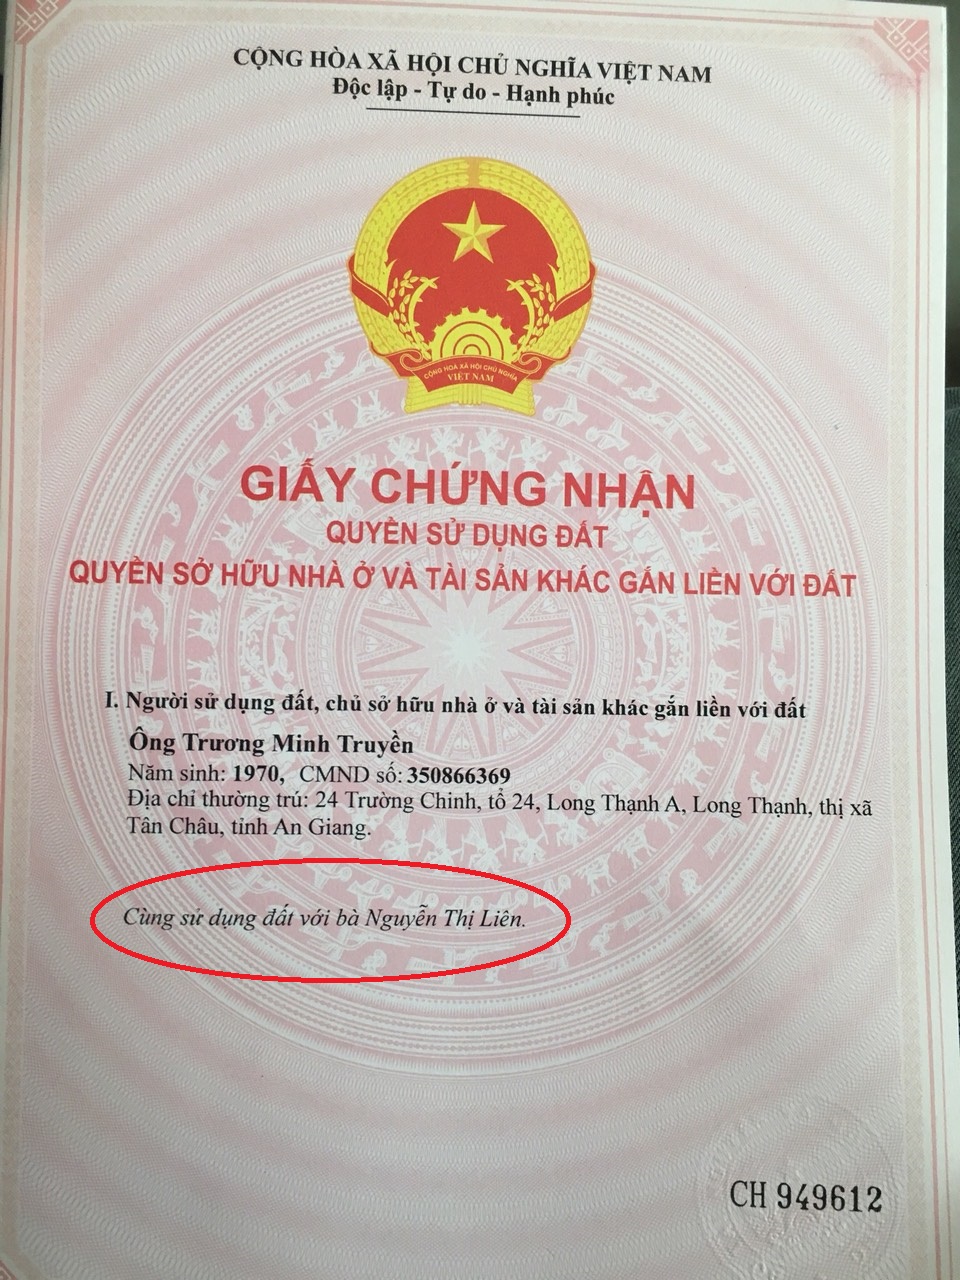 CỘNG HÒA XÃ HỘI CHỦ NGHĨA VIỆT NAM
Độc lập - Tự do - Hạnh phúc
CỘNG HÒA XÃ HỘI CHỦ NGHĨA
VIỆT NAM
GIẤY CHỨNG NHẬN
QUYỀN SỬ DỤNG ĐẤT
QUYỀN SỞ HỮU NHÀ Ở VÀ TÀI SẢN KHÁC GẮN LIỀN VỚI ĐẤT
I. Người sử dụng đất, chủ sở hữu nhà ở và tài sản khác gắn liền với đất
Ông Trương Minh Truyền
Năm sinh: 1970, CMND số: 350866369
Địa chỉ thường trú: 24 Trường Chinh, tổ 24, Long Thạnh A, Long Thạnh, thị xã
Tân Châu, tỉnh An Giang.
Cùng sử dụng đất với bà Nguyễn Thị Liên.
CH 949612